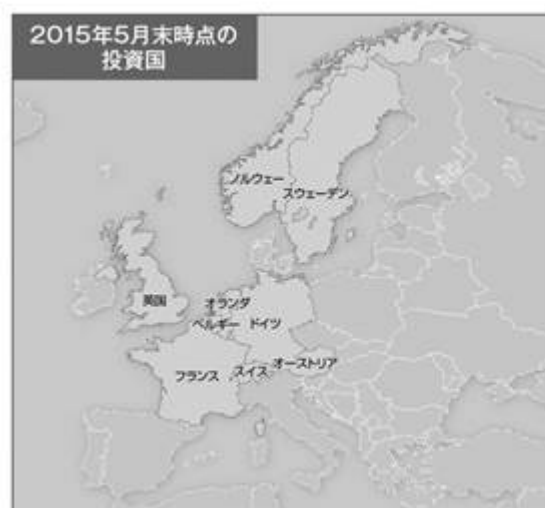 2015年5月末時点の
投資国
ノルウェー
スウェーデン
英国
オランダ
ベルギー
ドイツ
オーストリア
スイス
フランス